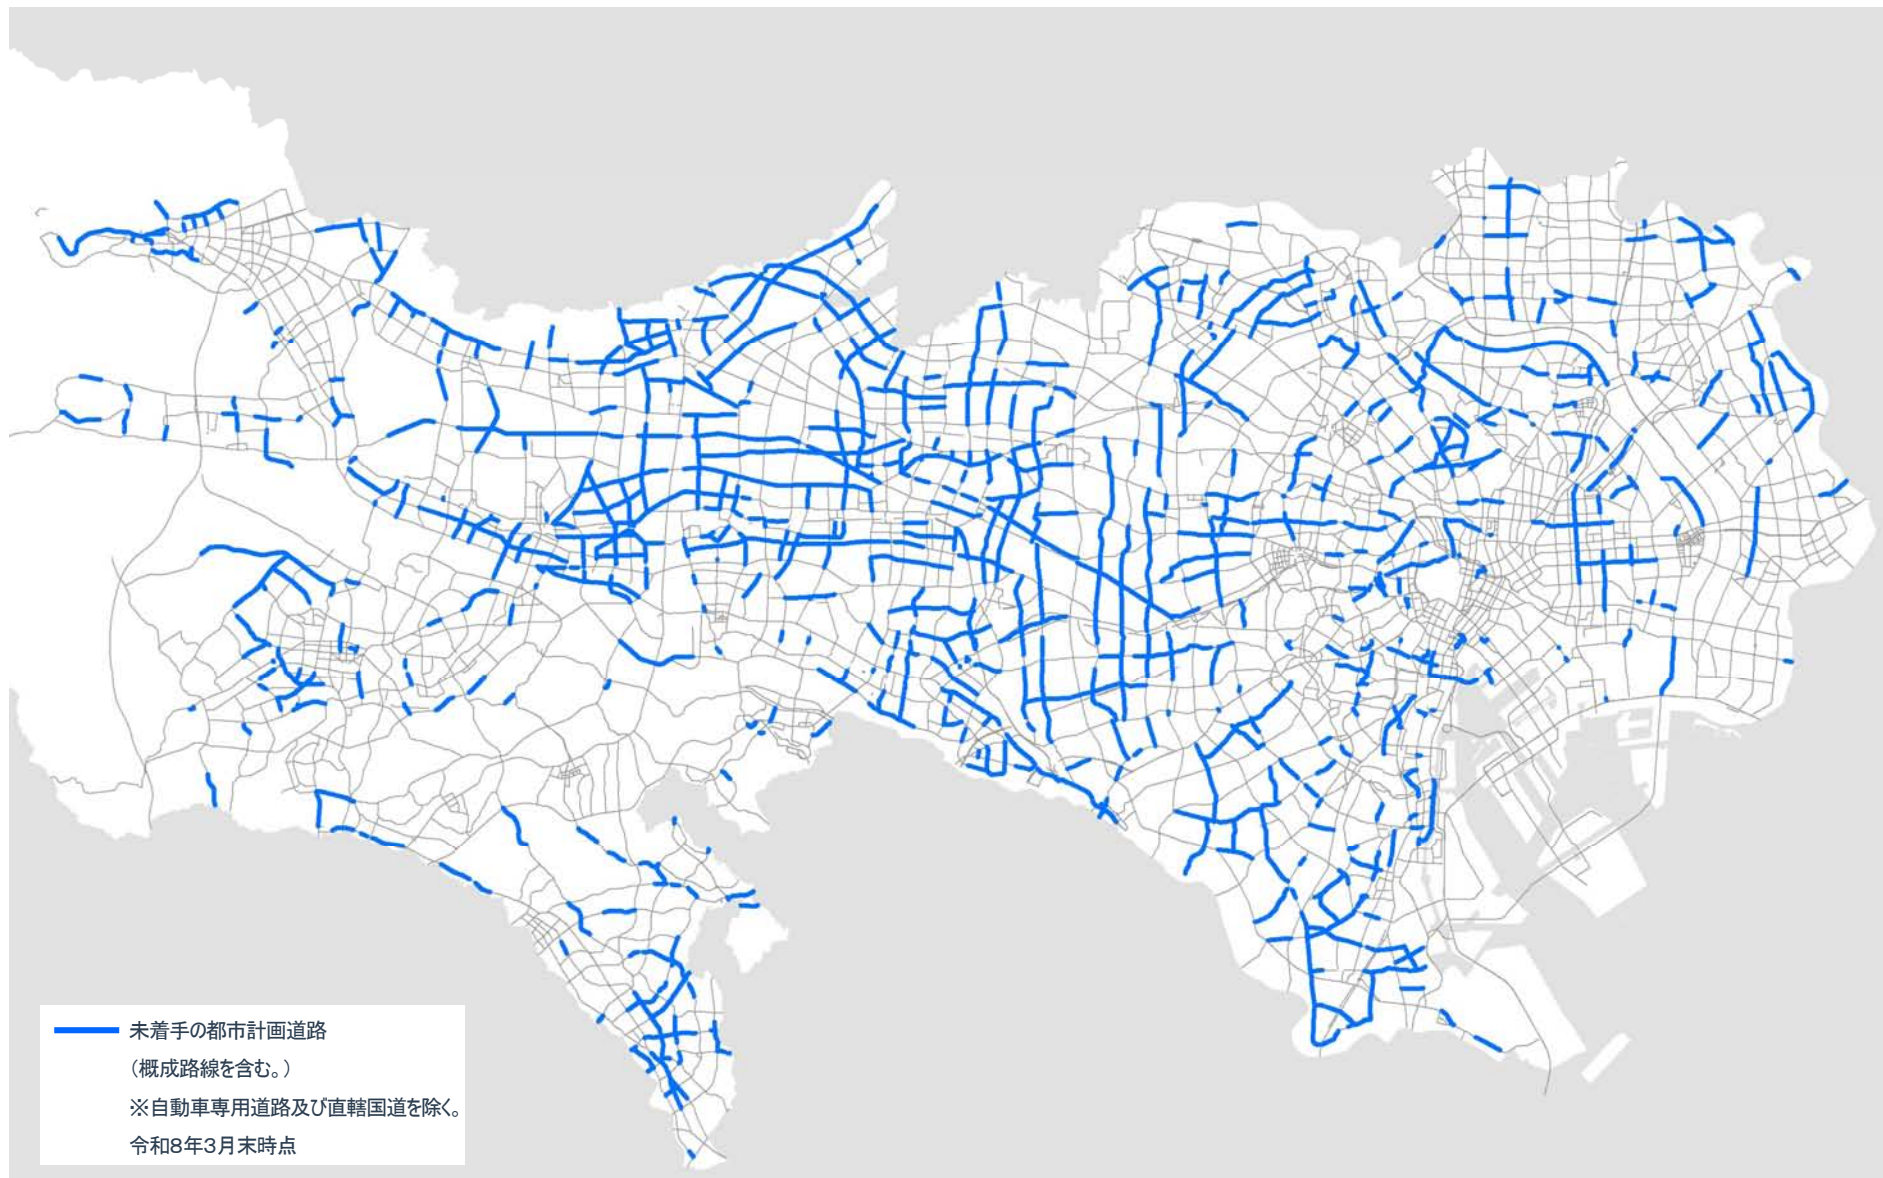 未着手の都市計画道路
（概成路線を含む。）
※自動車専用道路及び直轄国道を除く。
令和8年3月末時点